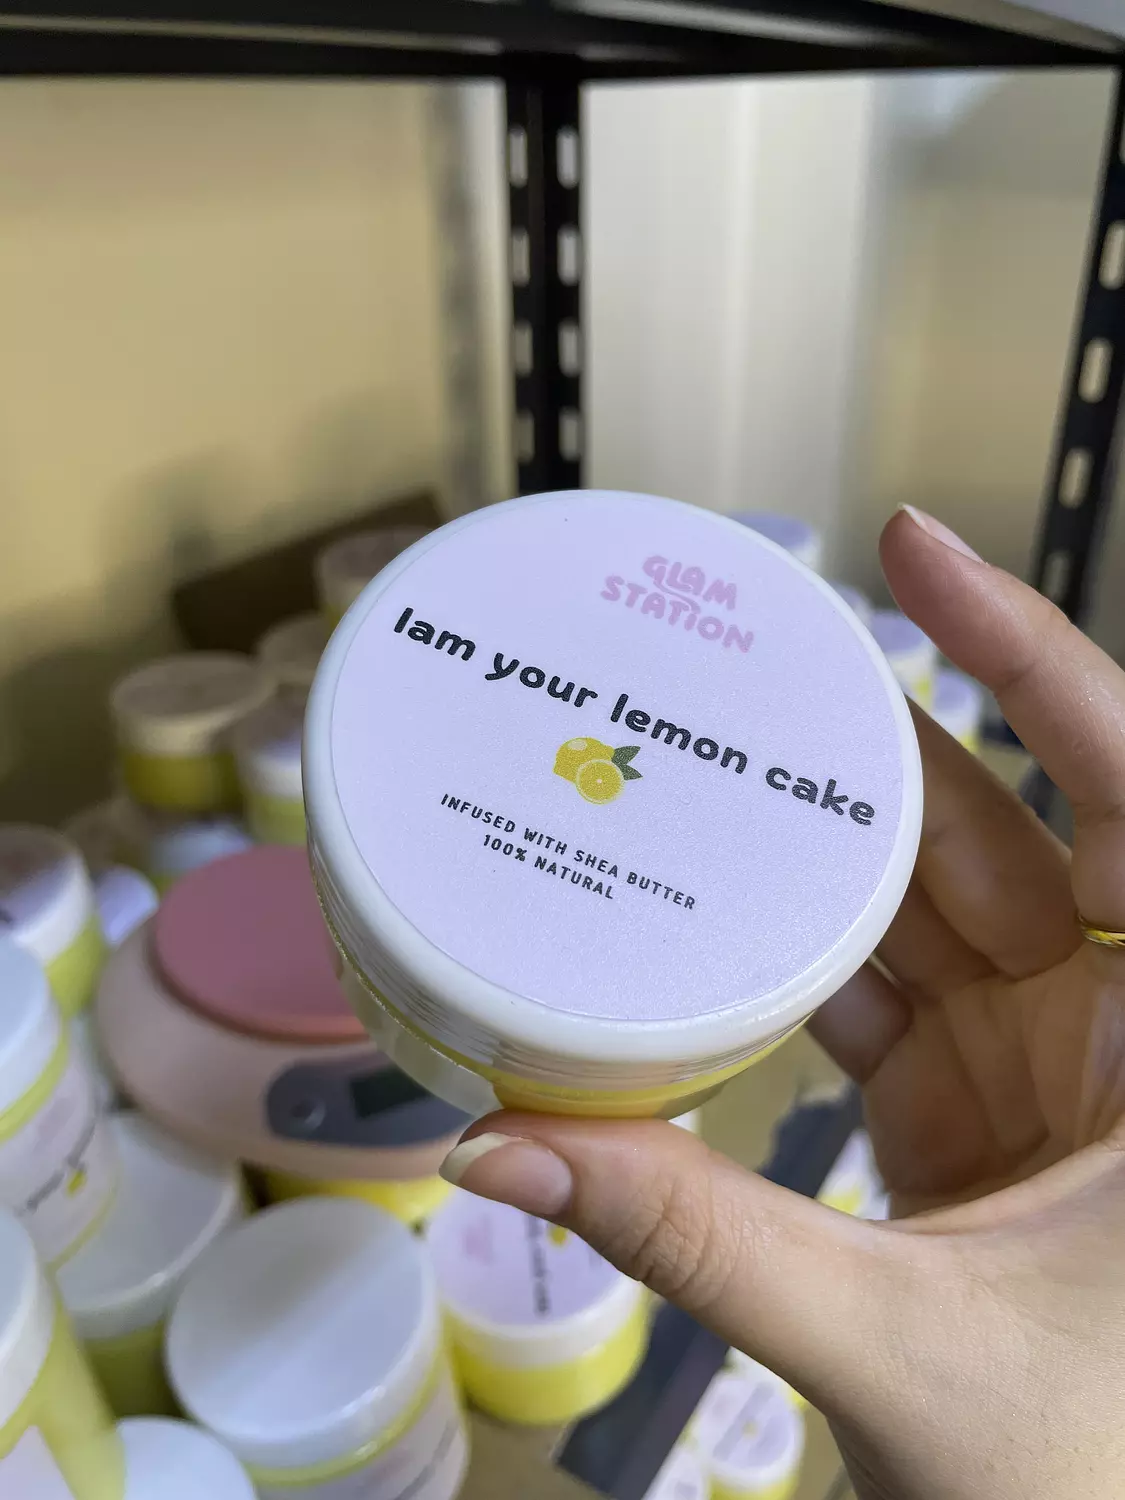 GLAM
STATION
Iam your lemon cake
INFUSED WITH SHEA BUTTER
100% NATURAL